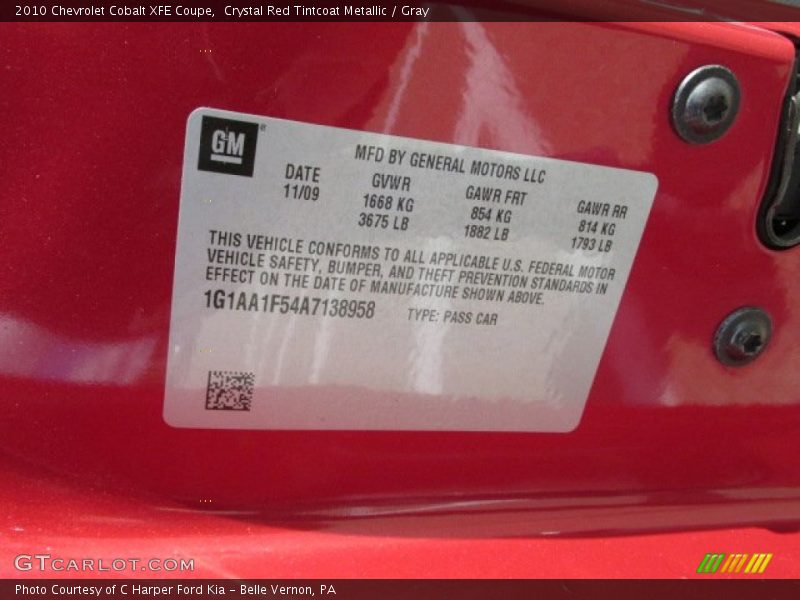 2010 Chevrolet Cobalt XFE Coupe,  Crystal Red Tintcoat Metallic / Gray
GM ®
MFD BY GENERAL MOTORS LLC
DATE GVWR GAWR FRT GAWR RR
11/09 1668 KG 854 KG 814 KG
3675 LB 1882 LB 1793 LB
THIS VEHICLE CONFORMS TO ALL APPLICABLE U.S. FEDERAL MOTOR
VEHICLE SAFETY, BUMPER, AND THEFT PREVENTION STANDARDS IN
EFFECT ON THE DATE OF MANUFACTURE SHOWN ABOVE.
1G1AA1F54A7138958 TYPE: PASS CAR
GTCARLOT.COM
Photo Courtesy of C Harper Ford Kia – Belle Vernon, PA